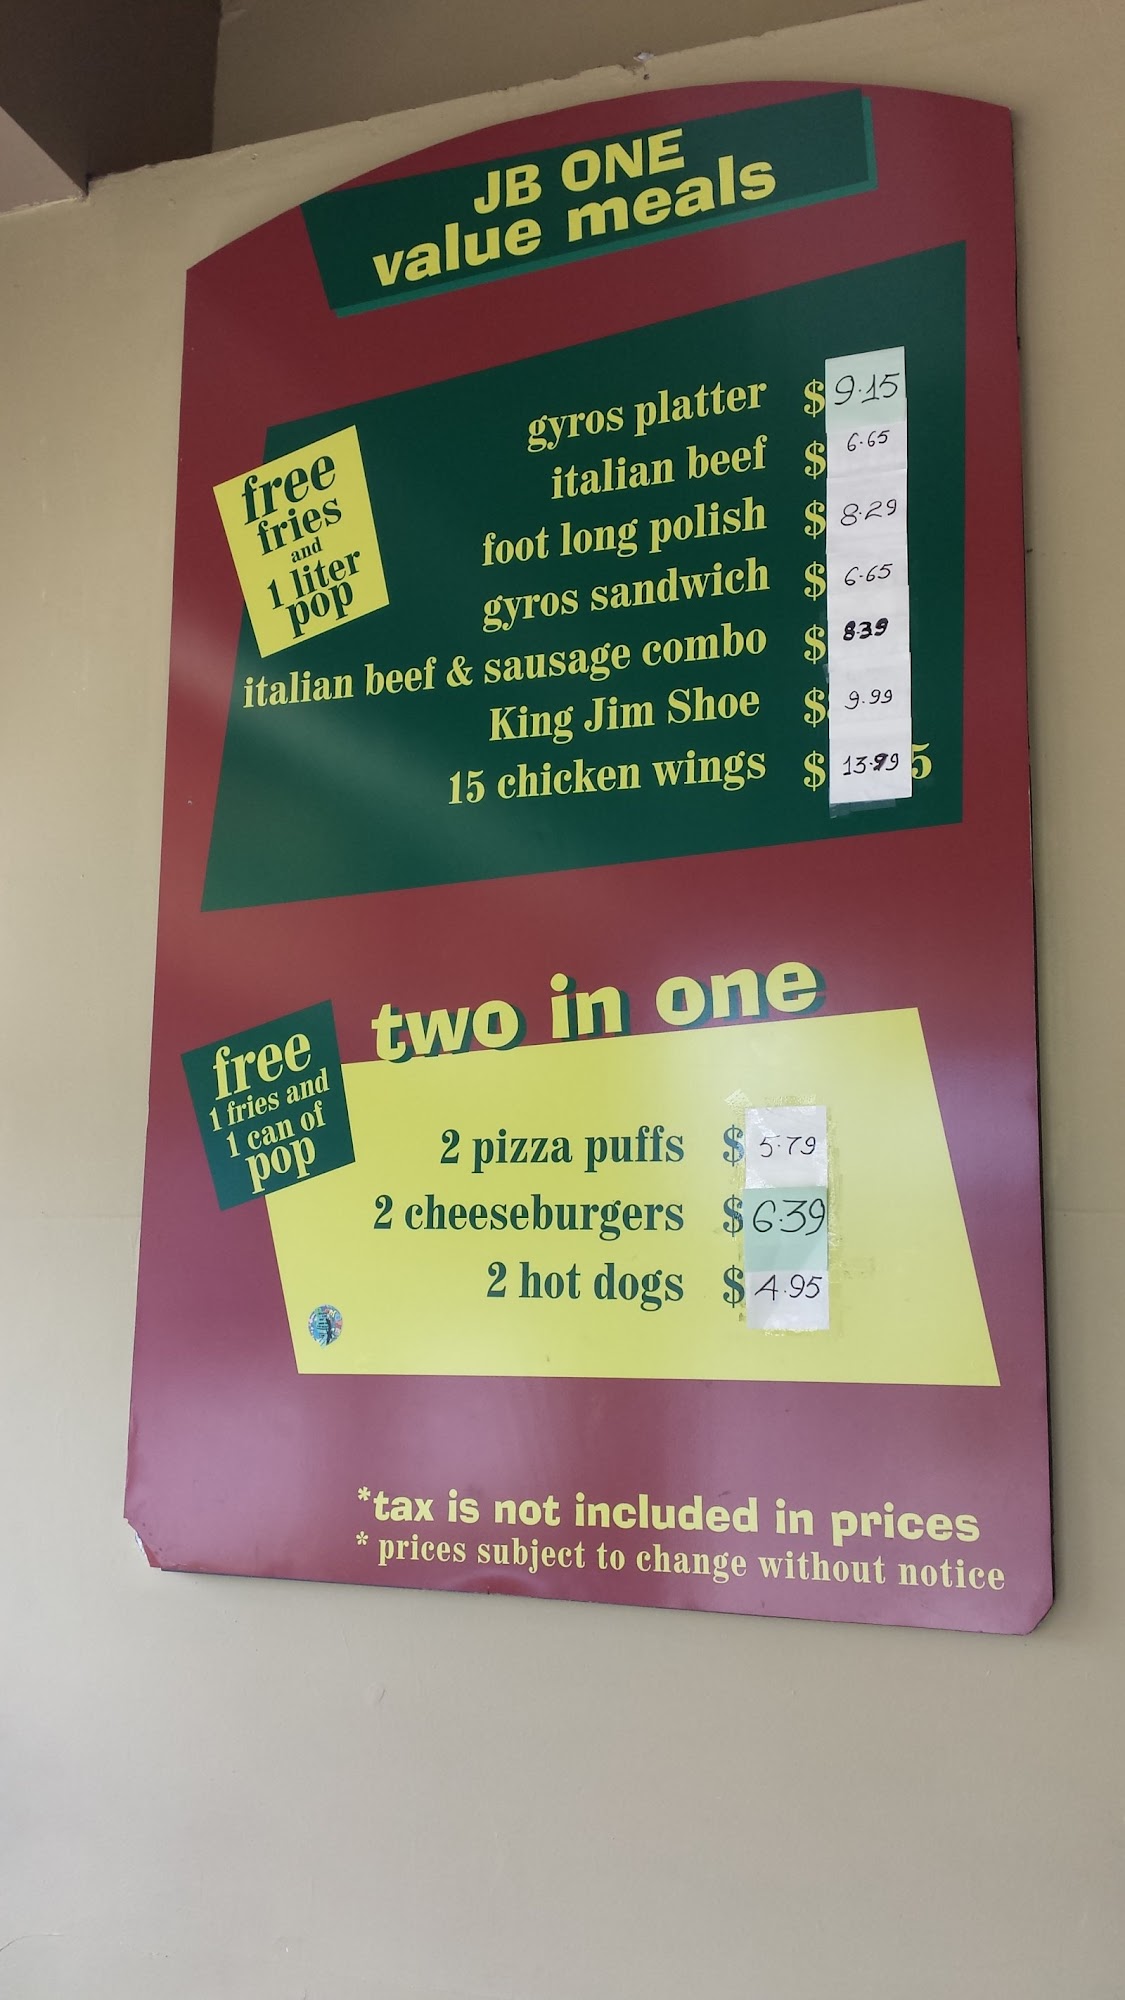 JB ONE
value meals
free
fries
and
1 liter
pop
gyros platter $ 9.15
italian beef $ 6.65
foot long polish $ 8.29
gyros sandwich $ 6.65
italian beef & sausage combo $ 8.39
King Jim Shoe $ 9.99
15 chicken wings $ 13.99 5
two in one
free
1 fries and
1 can of
pop
2 pizza puffs $ 5.79
2 cheeseburgers $ 6.39
2 hot dogs $ 4.95
*tax is not included in prices
* prices subject to change without notice